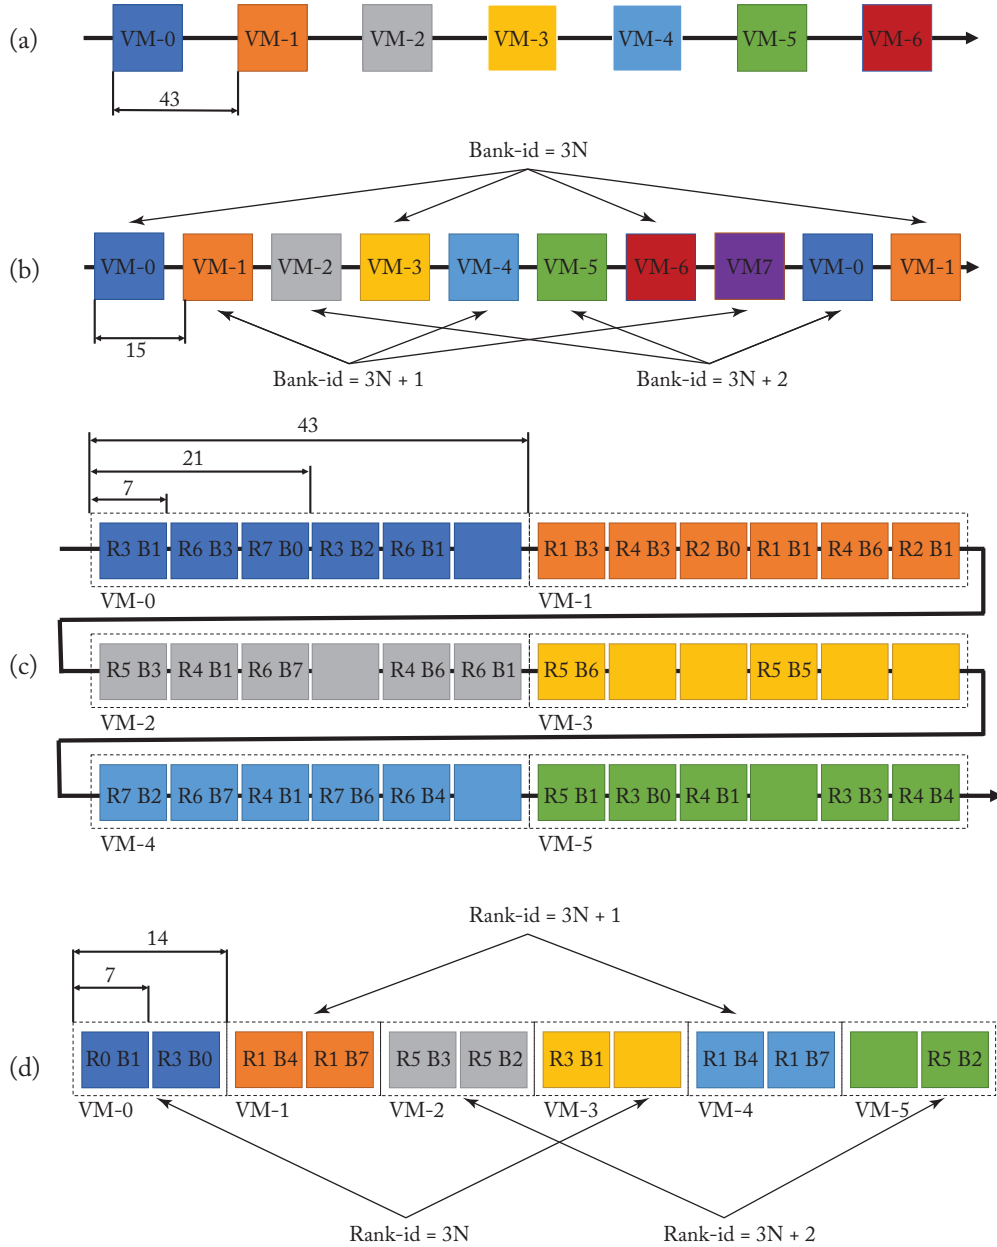 (a) VM-0 VM-1 VM-2 VM-3 VM-4 VM-5 VM-6
43
Bank-id = 3N
(b) VM-0 VM-1 VM-2 VM-3 VM-4 VM-5 VM-6 VM7 VM-0 VM-1
15
Bank-id = 3N + 1 Bank-id = 3N + 2
43
21
7
R3 B1 R6 B3 R7 B0 R3 B2 R6 B1 R1 B3 R4 B3 R2 B0 R1 B1 R4 B6 R2 B1
VM-0 VM-1
(c) R5 B3 R4 B1 R6 B7 R4 B6 R6 B1 R5 B6 R5 B5
VM-2 VM-3
R7 B2 R6 B7 R4 B1 R7 B6 R6 B4 R5 B1 R3 B0 R4 B1 R3 B3 R4 B4
VM-4 VM-5
Rank-id = 3N + 1
14
7
(d) R0 B1 R3 B0 R1 B4 R1 B7 R5 B3 R5 B2 R3 B1 R1 B4 R1 B7 R5 B2
VM-0 VM-1 VM-2 VM-3 VM-4 VM-5
Rank-id = 3N Rank-id = 3N + 2